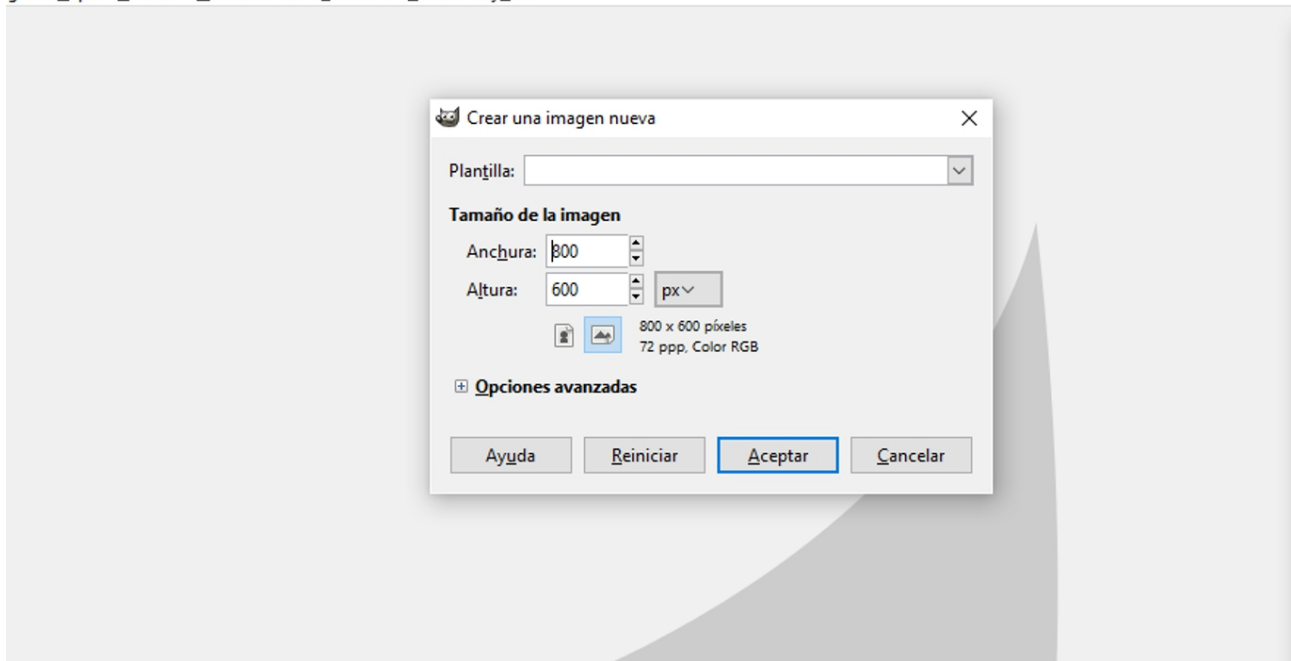 Crear una imagen nueva
Plantilla:
Tamaño de la imagen
Anchura: 800
Altura: 600 px
800 x 600 píxeles
72 ppp, Color RGB
Opciones avanzadas
Ayuda Reiniciar Aceptar Cancelar